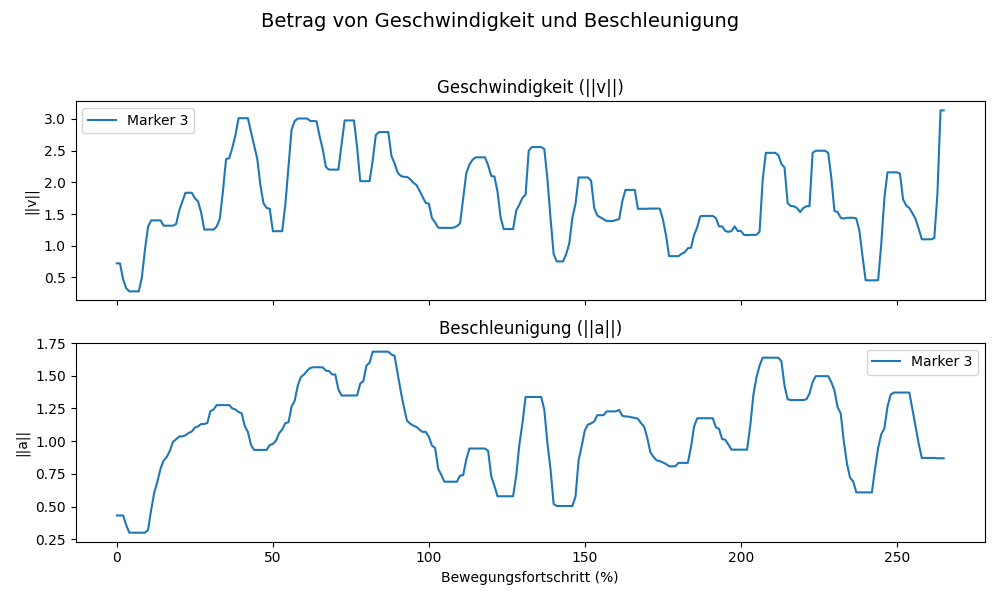 Betrag von Geschwindigkeit und Beschleunigung
Geschwindigkeit (||v||)
Marker 3
||v||
3.0
2.5
2.0
1.5
1.0
0.5
Beschleunigung (||a||)
Marker 3
||a||
1.75
1.50
1.25
1.00
0.75
0.50
0.25
0 50 100 150 200 250
Bewegungsfortschritt (%)